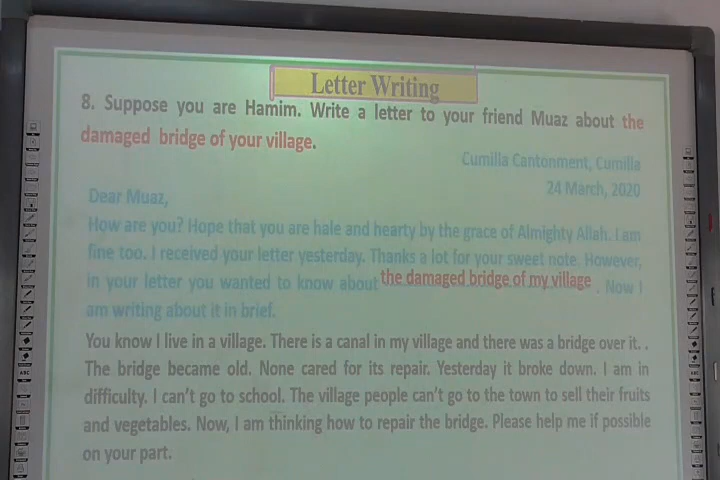 Letter Writing
8. Suppose you are Hamim. Write a letter to your friend Muaz about the
damaged bridge of your village.
Cumilla Cantonment, Cumilla
24 March, 2020
Dear Muaz,
How are you? Hope that you are hale and hearty by the grace of Almighty Allah. I am
fine too. I received your letter yesterday. Thanks a lot for your sweet note. However,
in your letter you wanted to know about the damaged bridge of my village . Now I
am writing about it in brief.
You know I live in a village. There is a canal in my village and there was a bridge over it. .
The bridge became old. None cared for its repair. Yesterday it broke down. I am in
difficulty. I can't go to school. The village people can't go to the town to sell their fruits
and vegetables. Now, I am thinking how to repair the bridge. Please help me if possible
on your part.